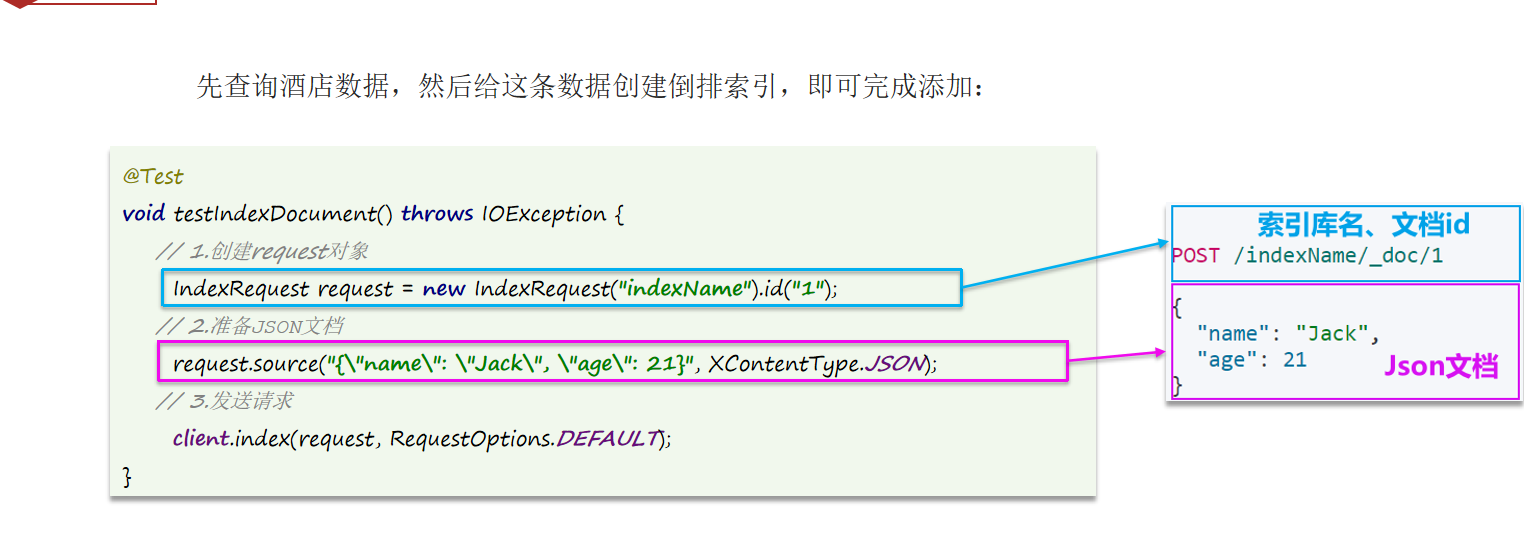 先查询酒店数据，然后给这条数据创建倒排索引，即可完成添加：
@Test
void testIndexDocument() throws IOException {
// 1.创建request对象
IndexRequest request = new IndexRequest("indexName").id("1");
// 2.准备JSON文档
request.source("{\"name\": \"Jack\", \"age\": 21}", XContentType.JSON);
// 3.发送请求
client.index(request, RequestOptions.DEFAULT);
}
索引库名、文档id
POST /indexName/_doc/1
{
"name": "Jack",
"age": 21
Json文档
}